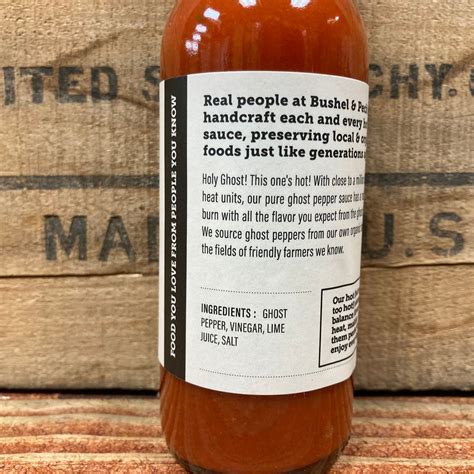 ITED S
CHY. C
MA
U.S.
FOOD YOU LOVE FROM PEOPLE YOU KNOW
Real people at Bushel &
handcraft each and every
sauce, preserving local &
foods just like generations
Holy Ghost! This one's hot! With close to a
heat units, our pure ghost pepper sauce
burn with all the flavor you expect from the
We source ghost peppers from our own
the fields of friendly farmers we know.
INGREDIENTS : GHOST
PEPPER, VINEGAR, LIME
JUICE, SALT
Our
too
balance
heat,
them
enjoy